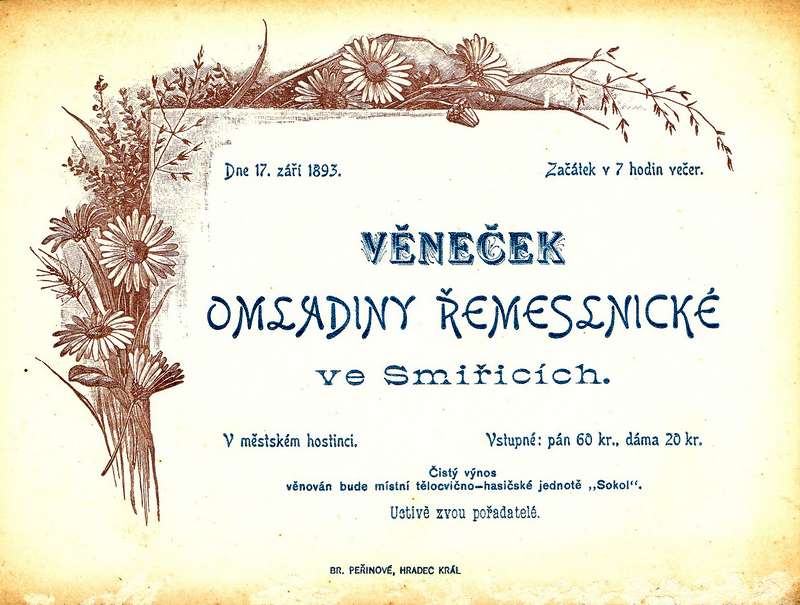 Dne 17. září 1893.
Začátek v 7 hodin večer.
VĚNEČEK
OMLADINY ŘEMESLNICKÉ
ve Smiřicích.
V městském hostinci.
Vstupné: pán 60 kr., dáma 20 kr.
Čistý výnos
věnován bude místní tělocvično-hasičské jednotě „Sokol“.
Uctivě zvou pořadatelé.
BR. PEŘINOVÉ, HRADEC KRÁL